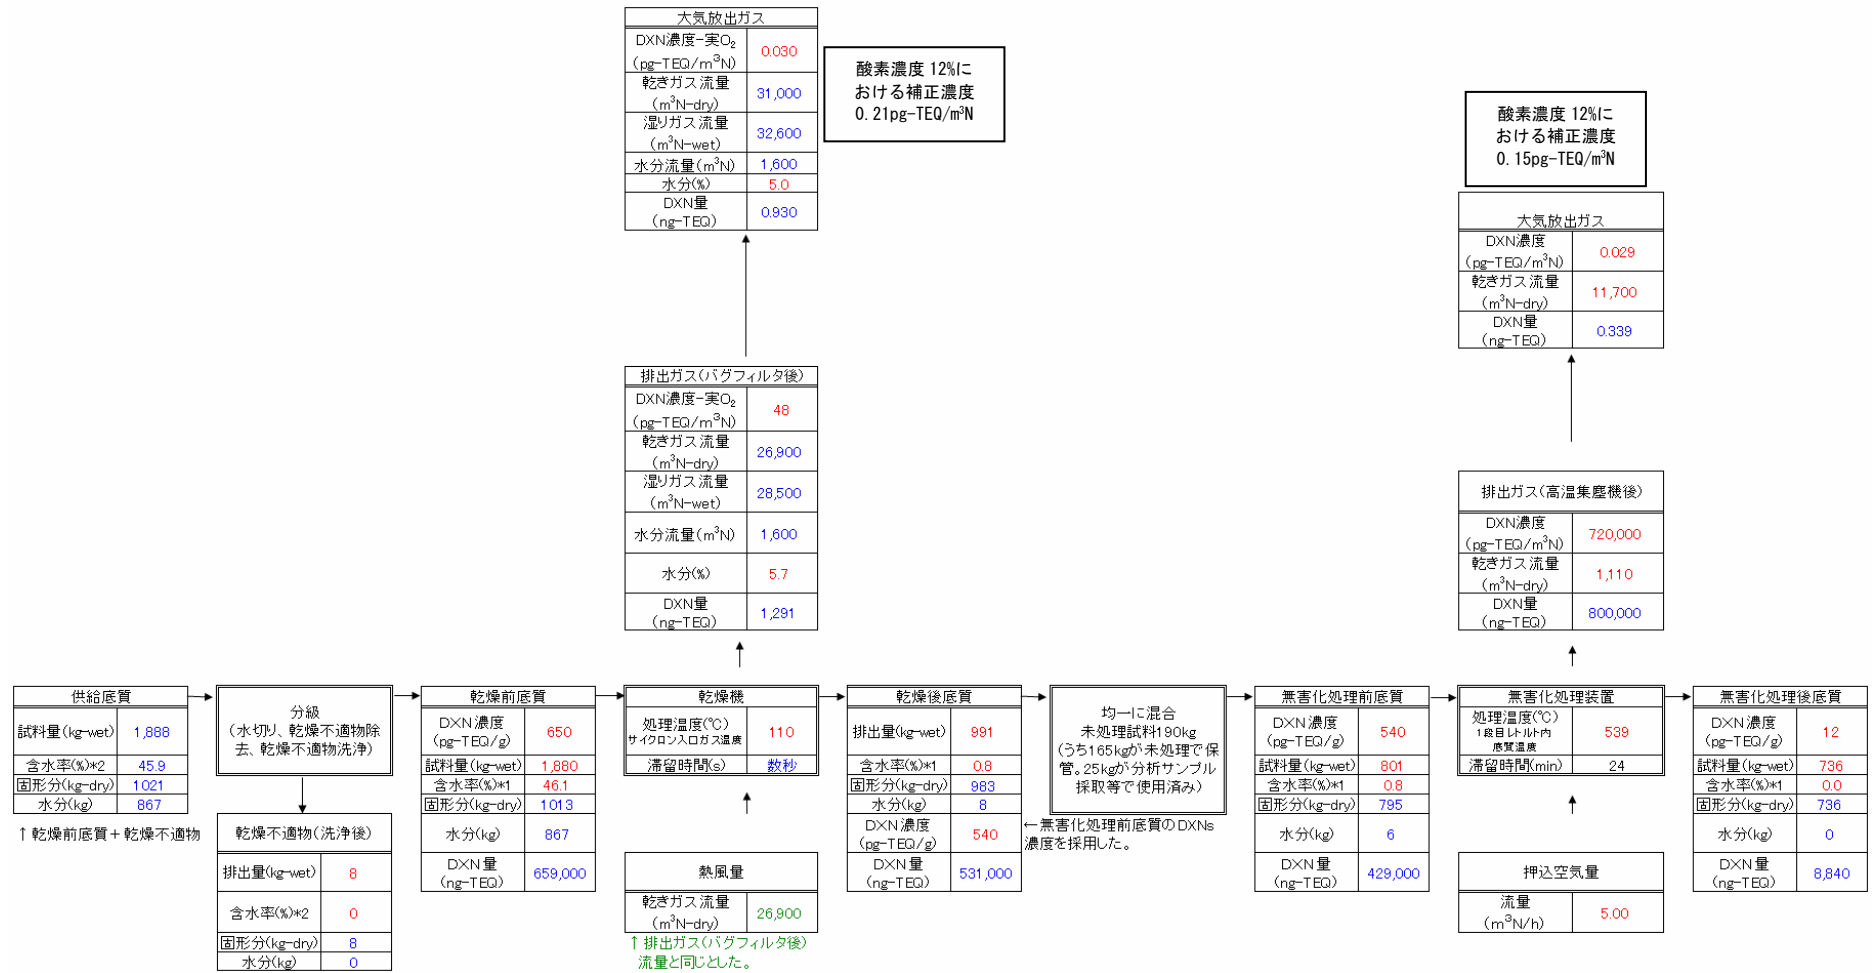 大気放出ガス
DXN濃度-実O₂
(pg-TEQ/m³N)
0.030
乾きガス流量
(m³N-dry)
31,000
湿りガス流量
(m³N-wet)
32,600
水分流量(m³N)
1,600
水分(%)
5.0
DXN量
(ng-TEQ)
0.930
酸素濃度 12%に
おける補正濃度
0.21pg-TEQ/m³N
酸素濃度 12%に
おける補正濃度
0.15pg-TEQ/m³N
大気放出ガス
DXN濃度
(pg-TEQ/m³N)
0.029
乾きガス流量
(m³N-dry)
11,700
DXN量
(ng-TEQ)
0.339
排出ガス(バグフィルタ後)
DXN濃度-実O₂
(pg-TEQ/m³N)
48
乾きガス流量
(m³N-dry)
26,900
湿りガス流量
(m³N-wet)
28,500
水分流量(m³N)
1,600
水分(%)
5.7
DXN量
(ng-TEQ)
1,291
排出ガス(高温集塵機後)
DXN濃度
(pg-TEQ/m³N)
720,000
乾きガス流量
(m³N-dry)
1,110
DXN量
(ng-TEQ)
800,000
供給底質
試料量(kg-wet)
1,888
含水率(%)*2
45.9
固形分(kg-dry)
1021
水分(kg)
867
↑乾燥前底質+乾燥不適物
分級
(水切り、乾燥不適物除
去、乾燥不適物洗浄)
乾燥不適物(洗浄後)
排出量(kg-wet)
8
含水率(%)*2
0
固形分(kg-dry)
8
水分(kg)
0
乾燥前底質
DXN濃度
(pg-TEQ/g)
650
試料量(kg-wet)
1,880
含水率(%)*1
46.1
固形分(kg-dry)
1013
水分(kg)
867
DXN量
(ng-TEQ)
659,000
乾燥機
処理温度(℃)
サイクロン入口ガス温度
110
滞留時間(s)
数秒
熱風量
乾きガス流量
(m³N-dry)
26,900
↑排出ガス(バグフィルタ後)
流量と同じとした。
乾燥後底質
排出量(kg-wet)
991
含水率(%)*1
0.8
固形分(kg-dry)
983
水分(kg)
8
DXN濃度
(pg-TEQ/g)
540
DXN量
(ng-TEQ)
531,000
均一に混合
未処理試料190kg
(うち165kgが未処理で保
管。25kgが分析サンプル
採取等で使用済み)
←無害化処理前底質のDXNs
濃度を採用した。
無害化処理前底質
DXN濃度
(pg-TEQ/g)
540
試料量(kg-wet)
801
含水率(%)*1
0.8
固形分(kg-dry)
795
水分(kg)
6
DXN量
(ng-TEQ)
429,000
無害化処理装置
処理温度(℃)
1段目レトルト内
底質温度
539
滞留時間(min)
24
押込空気量
流量
(m³N/h)
5.00
無害化処理後底質
DXN濃度
(pg-TEQ/g)
12
試料量(kg-wet)
736
含水率(%)*1
0.0
固形分(kg-dry)
736
水分(kg)
0
DXN量
(ng-TEQ)
8,840